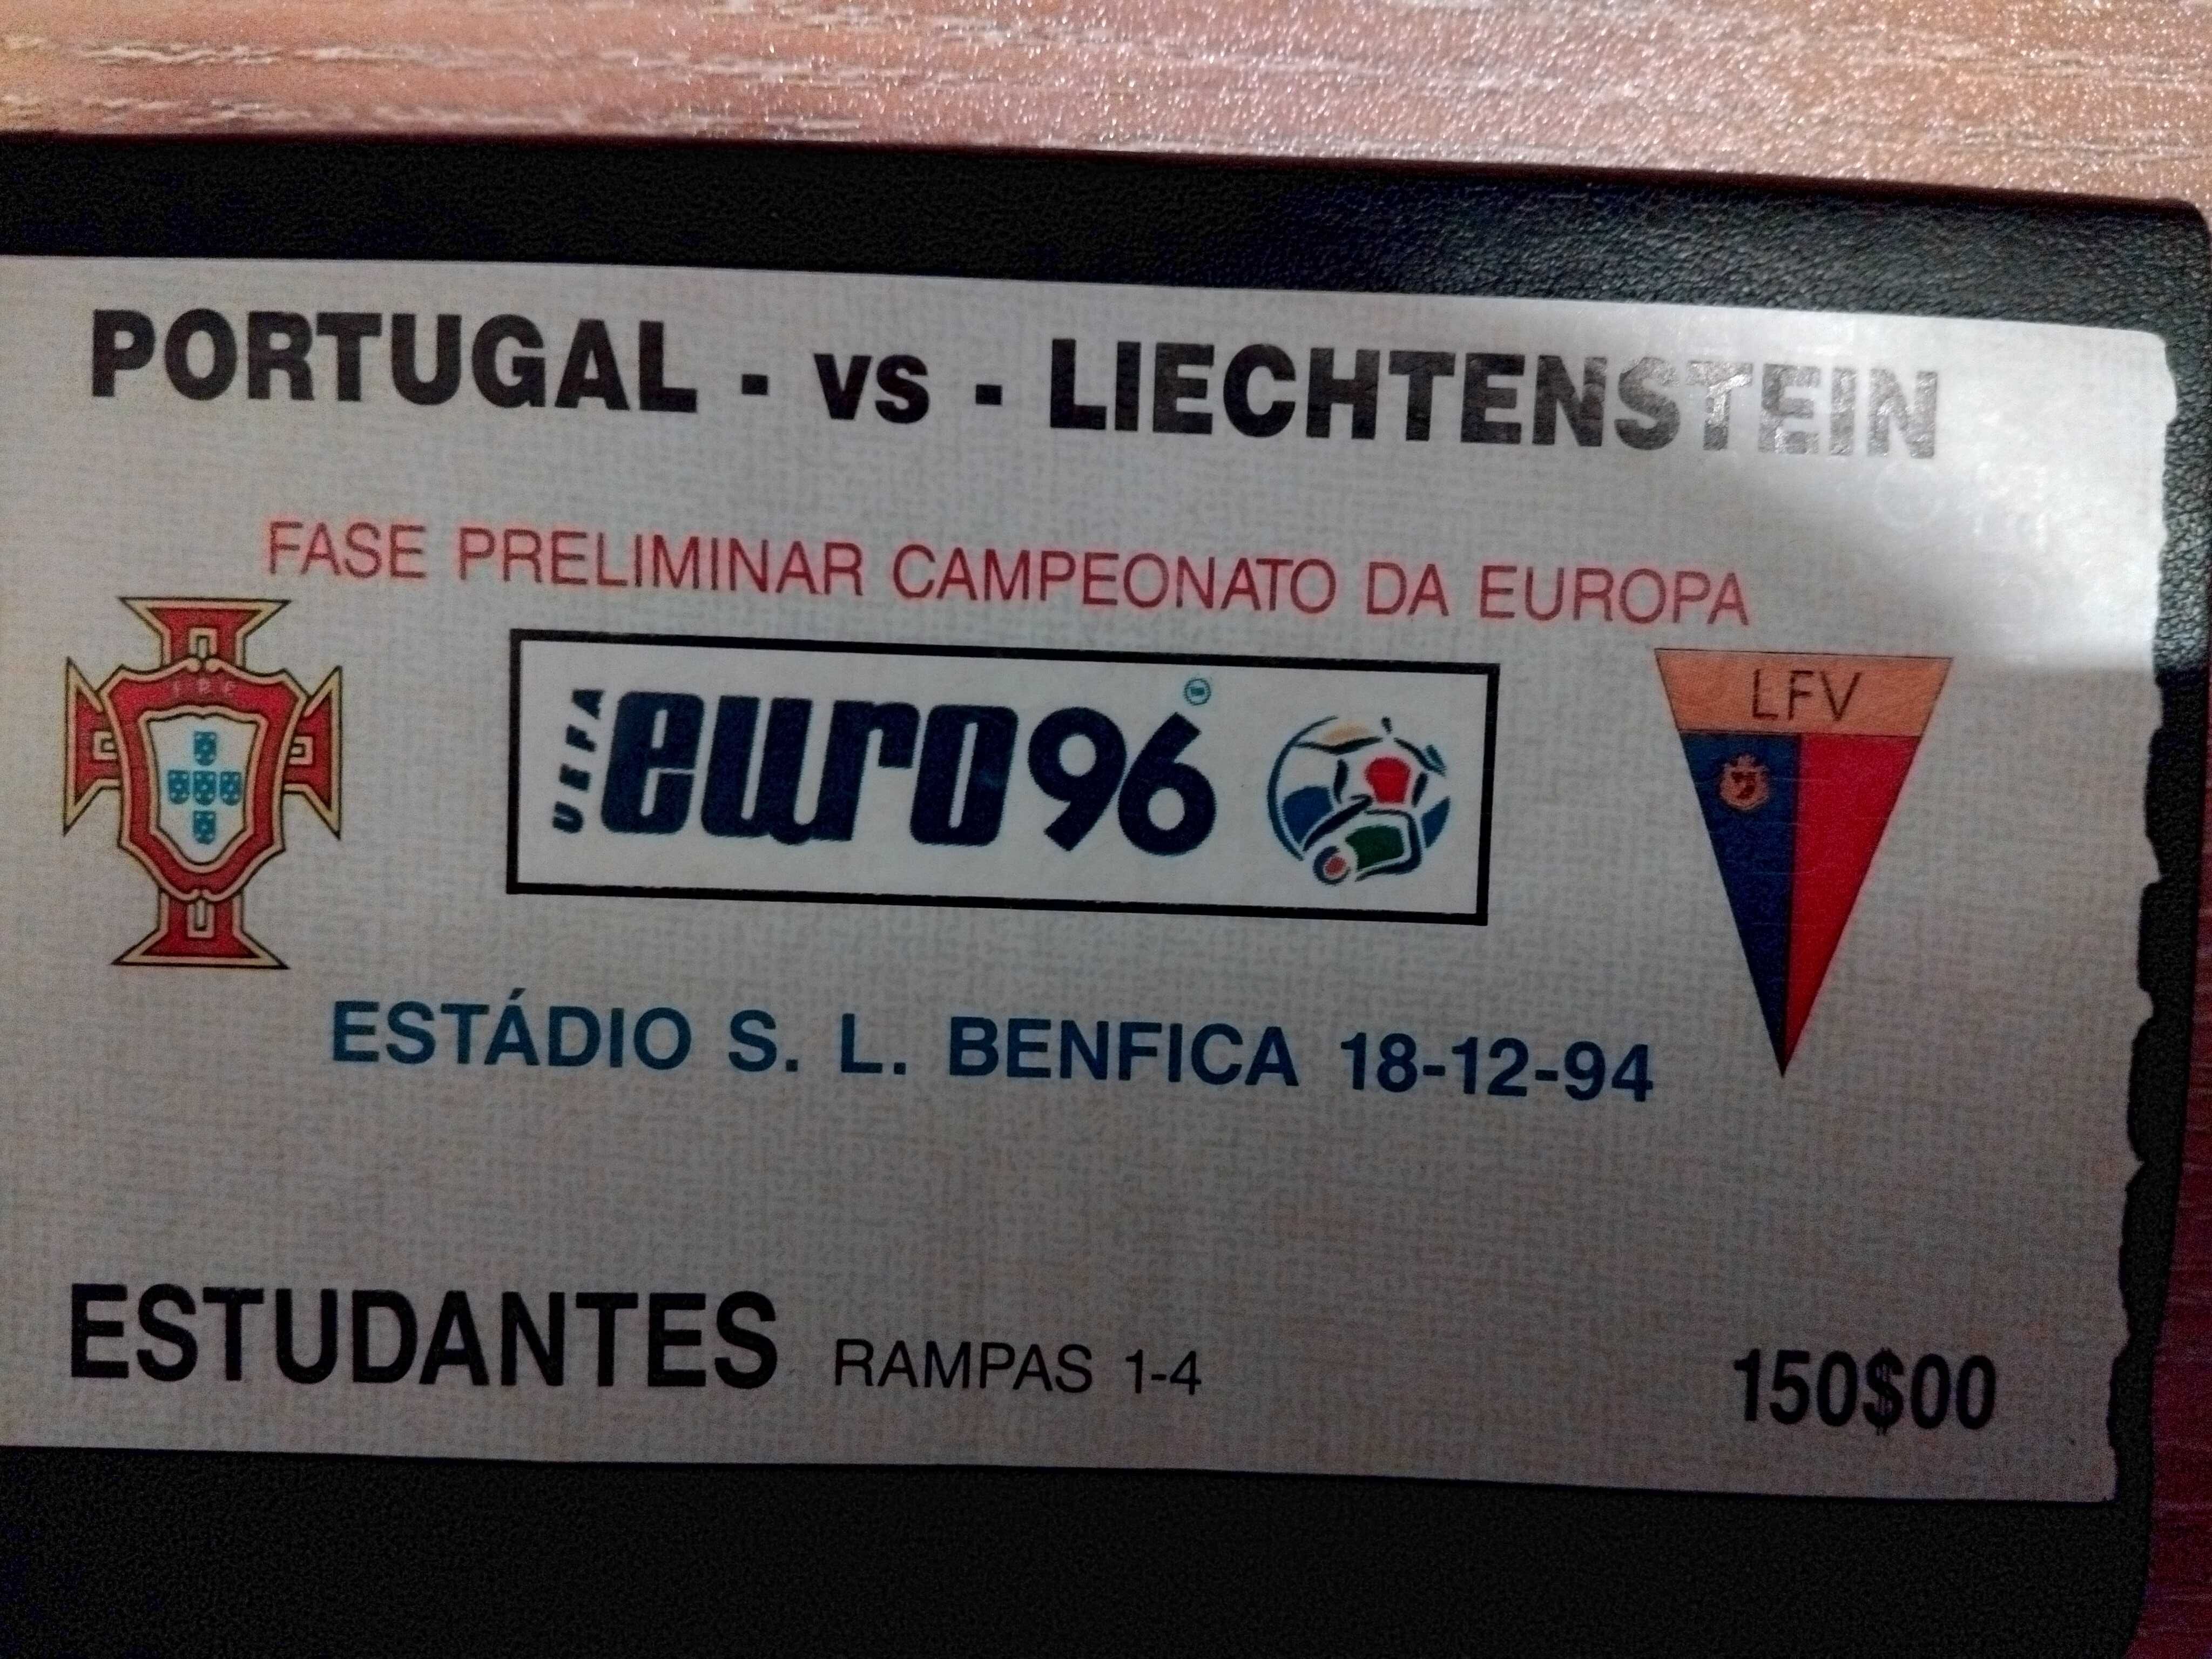 PORTUGAL - vs - LIECHTENSTEIN
FASE PRELIMINAR CAMPEONATO DA EUROPA
F P F
UEFA euro96
LFV
ESTÁDIO S. L. BENFICA 18-12-94
ESTUDANTES RAMPAS 1-4
150$00